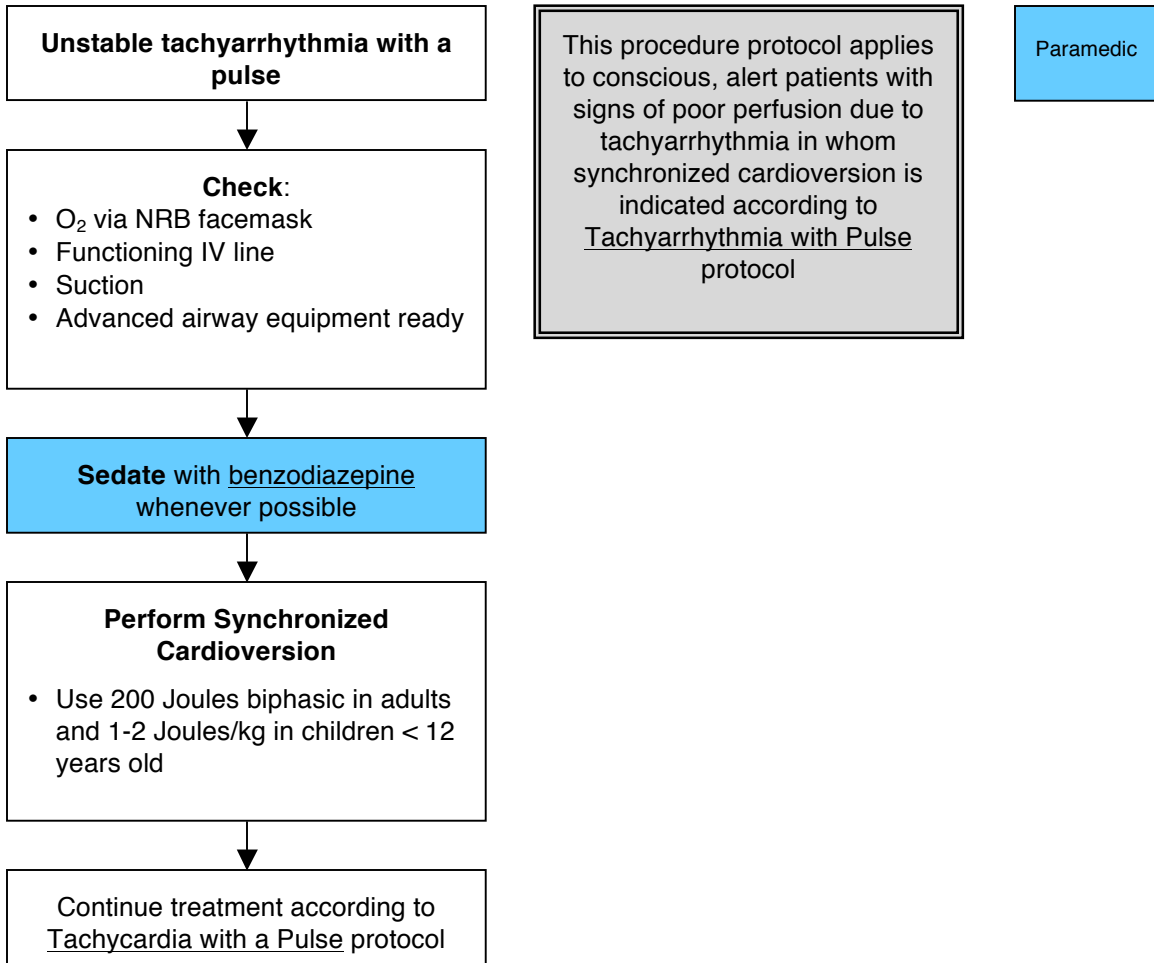 Unstable tachyarrhythmia with a
pulse
Check:
• O₂ via NRB facemask
• Functioning IV line
• Suction
• Advanced airway equipment ready
Sedate with benzodiazepine
whenever possible
Perform Synchronized
Cardioversion
• Use 200 Joules biphasic in adults
and 1-2 Joules/kg in children < 12
years old
Continue treatment according to
Tachycardia with a Pulse protocol
This procedure protocol applies
to conscious, alert patients with
signs of poor perfusion due to
tachyarrhythmia in whom
synchronized cardioversion is
indicated according to
Tachyarrhythmia with Pulse
protocol
Paramedic